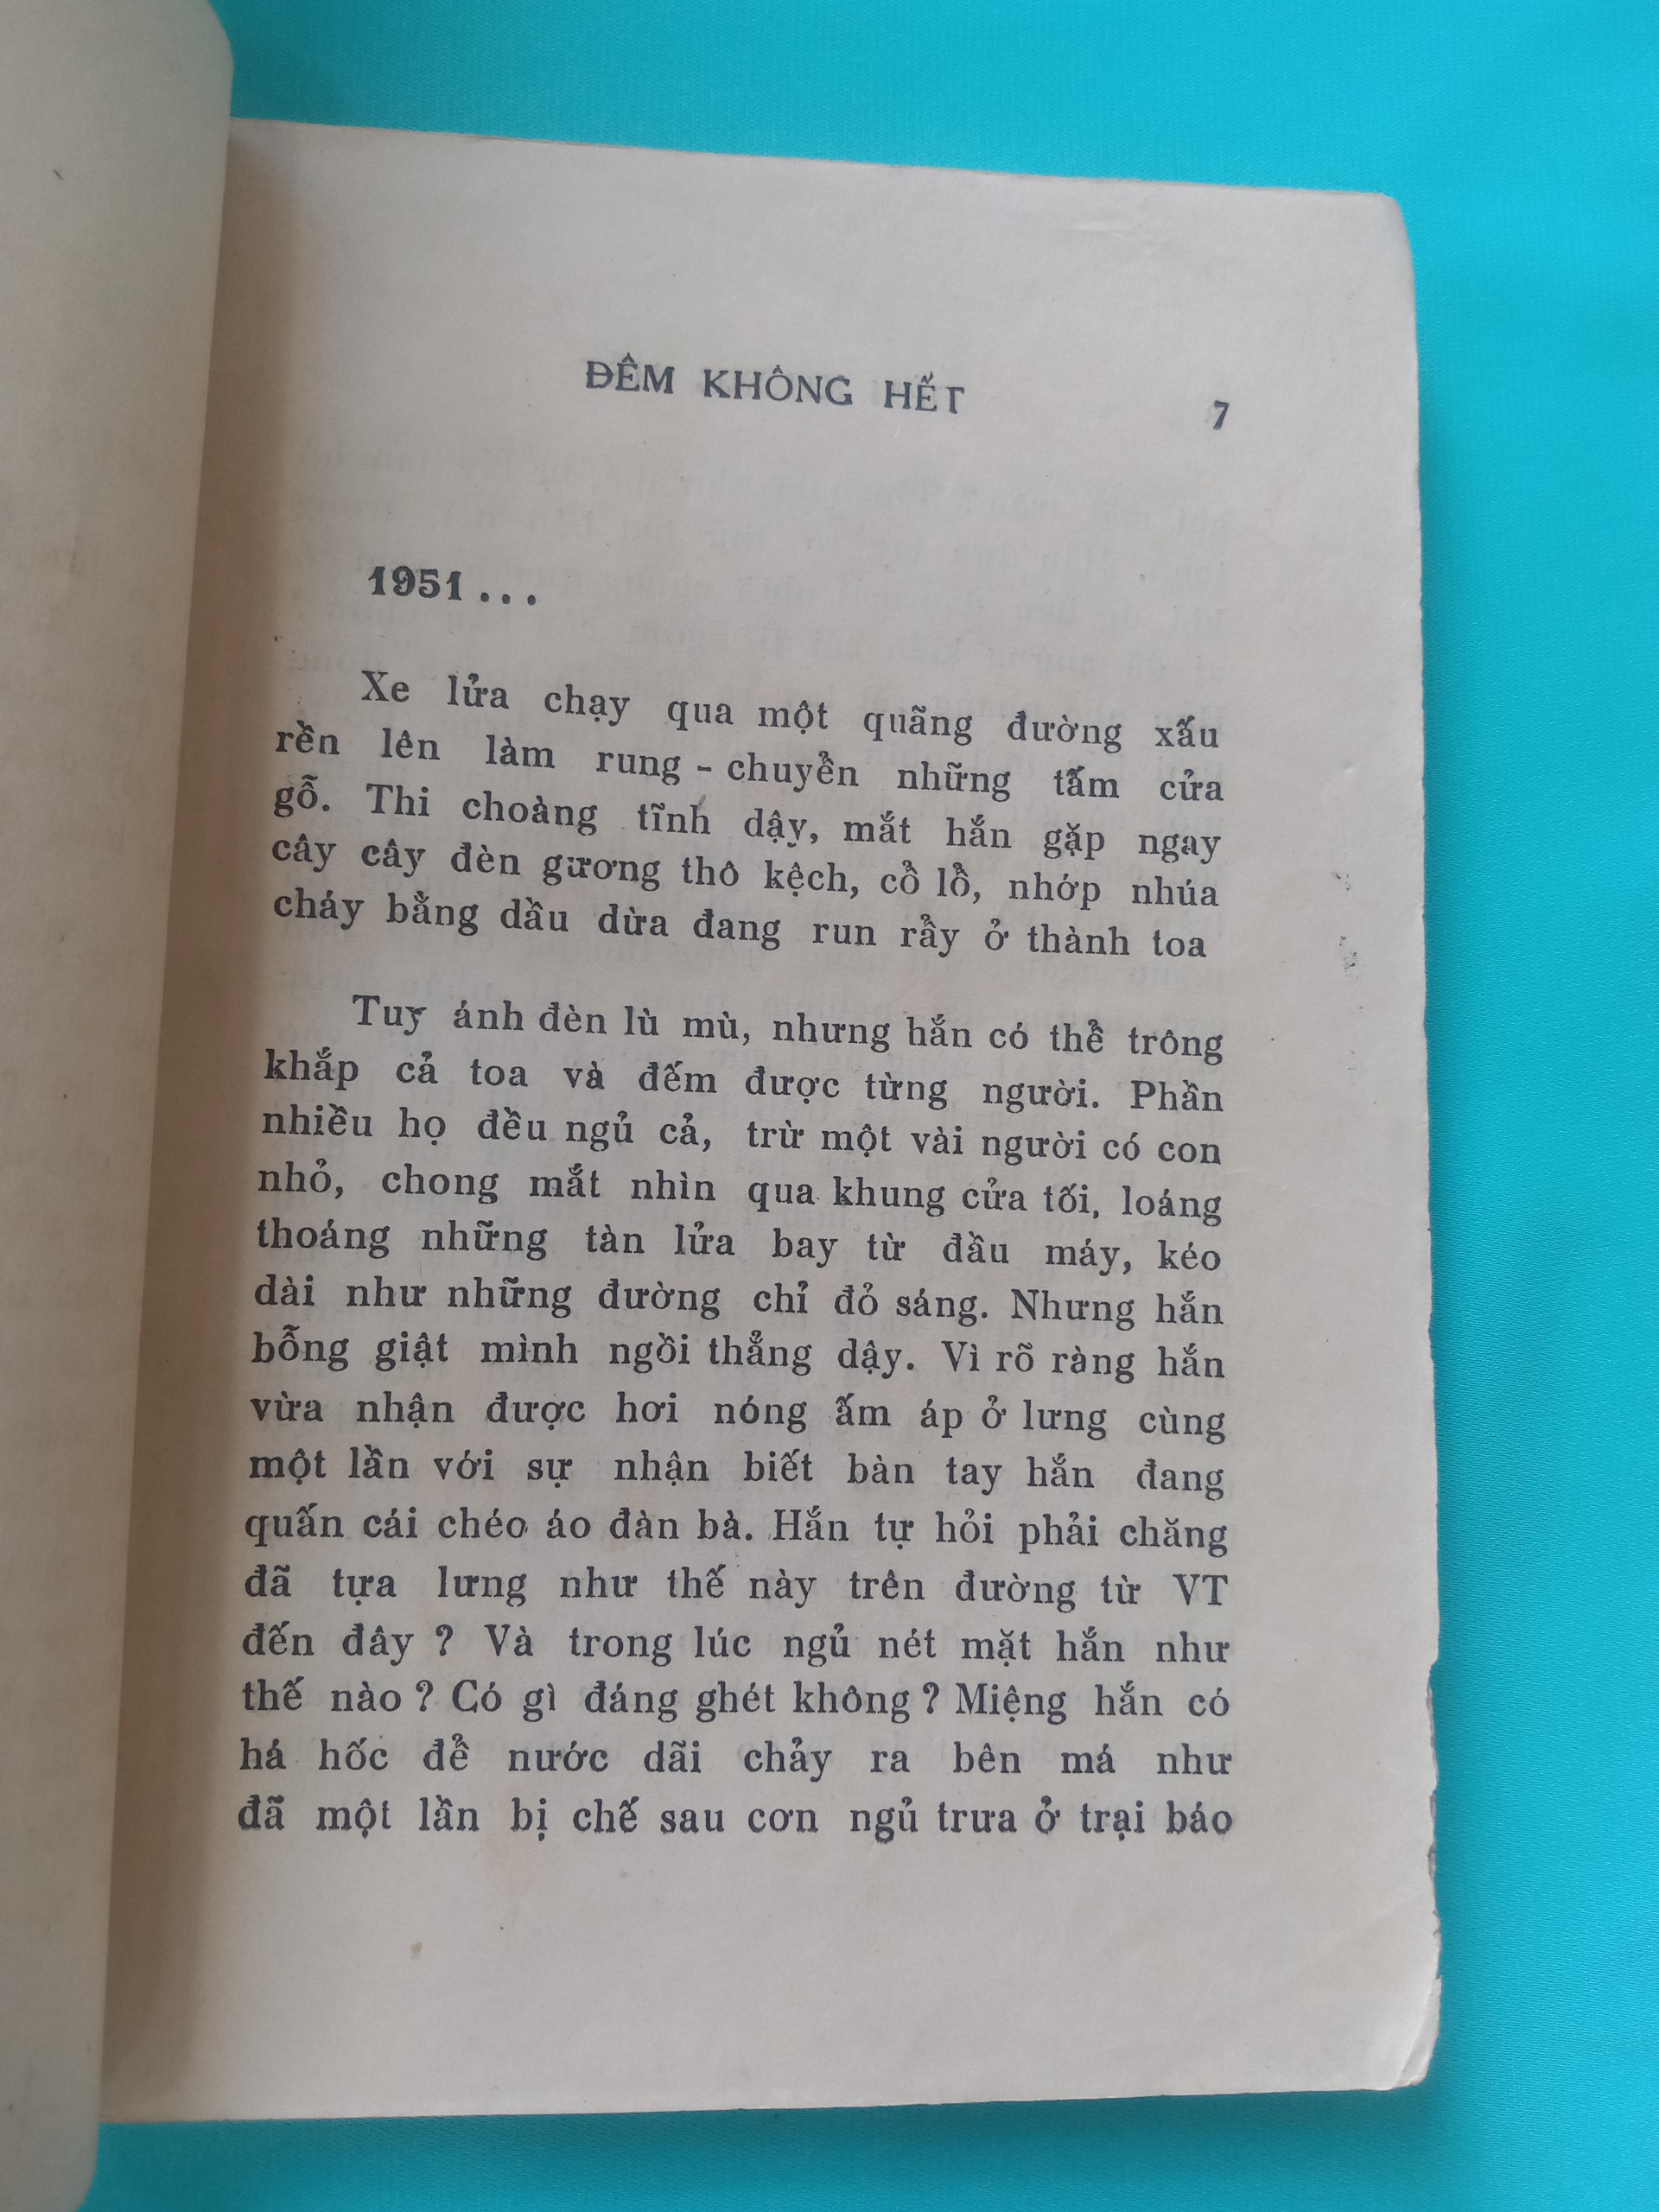 ĐÊM KHÔNG HẾT 7
1951...
Xe lửa chạy qua một quãng đường xấu
rền lên làm rung - chuyển những tấm cửa
gỗ. Thi choàng tĩnh dậy, mắt hắn gặp ngay
cây cây đèn gương thô kệch, cổ lồ, nhớp nhúa
cháy bằng dầu dừa đang run rẩy ở thành toa
Tuy ánh đèn lù mù, nhưng hắn có thể trông
khắp cả toa và đếm được từng người. Phần
nhiều họ đều ngủ cả, trừ một vài người có con
nhỏ, chong mắt nhìn qua khung cửa tối, loáng
thoáng những tàn lửa bay từ đầu máy, kéo
dài như những đường chỉ đỏ sáng. Nhưng hắn
bỗng giật mình ngồi thẳng dậy. Vì rõ ràng hắn
vừa nhận được hơi nóng ấm áp ở lưng cùng
một lần với sự nhận biết bàn tay hắn đang
quấn cái chéo áo đàn bà. Hắn tự hỏi phải chăng
đã tựa lưng như thế này trên đường từ VT
đến đây ? Và trong lúc ngủ nét mặt hắn như
thế nào ? Có gì đáng ghét không ? Miệng hắn có
há hốc để nước dãi chảy ra bên má như
đã một lần bị chế sau cơn ngủ trưa ở trại báo